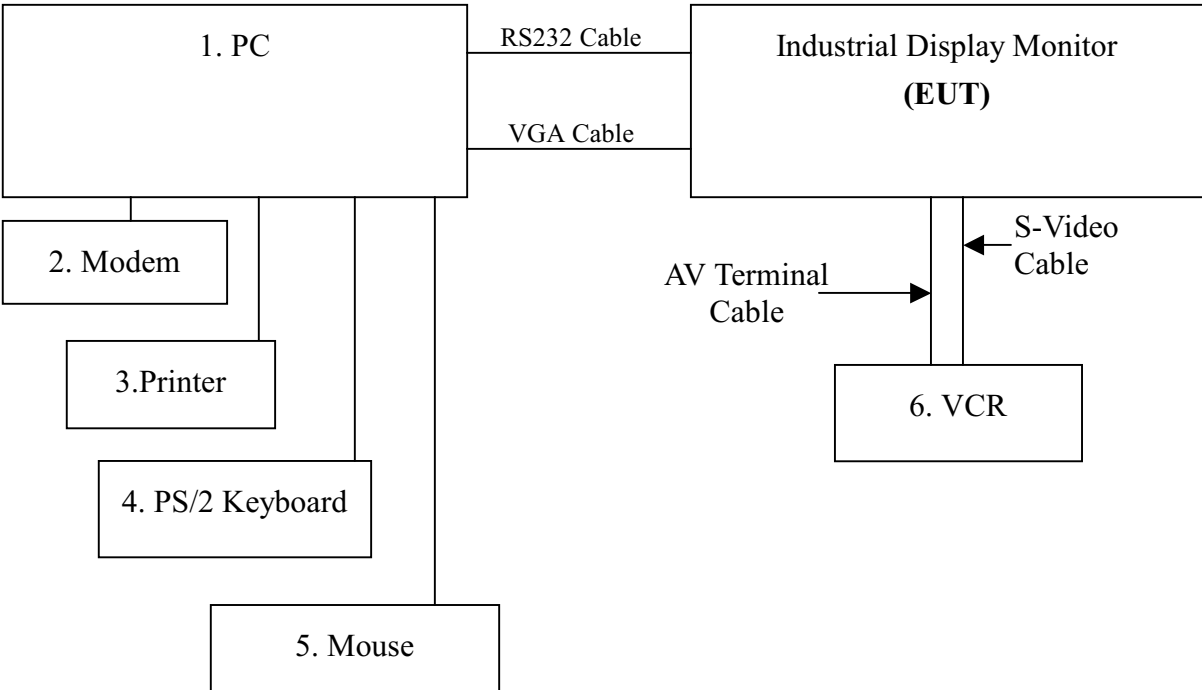 1. PC
RS232 Cable
Industrial Display Monitor
(EUT)
VGA Cable
2. Modem
S-Video
Cable
AV Terminal
Cable
3.Printer
6. VCR
4. PS/2 Keyboard
5. Mouse